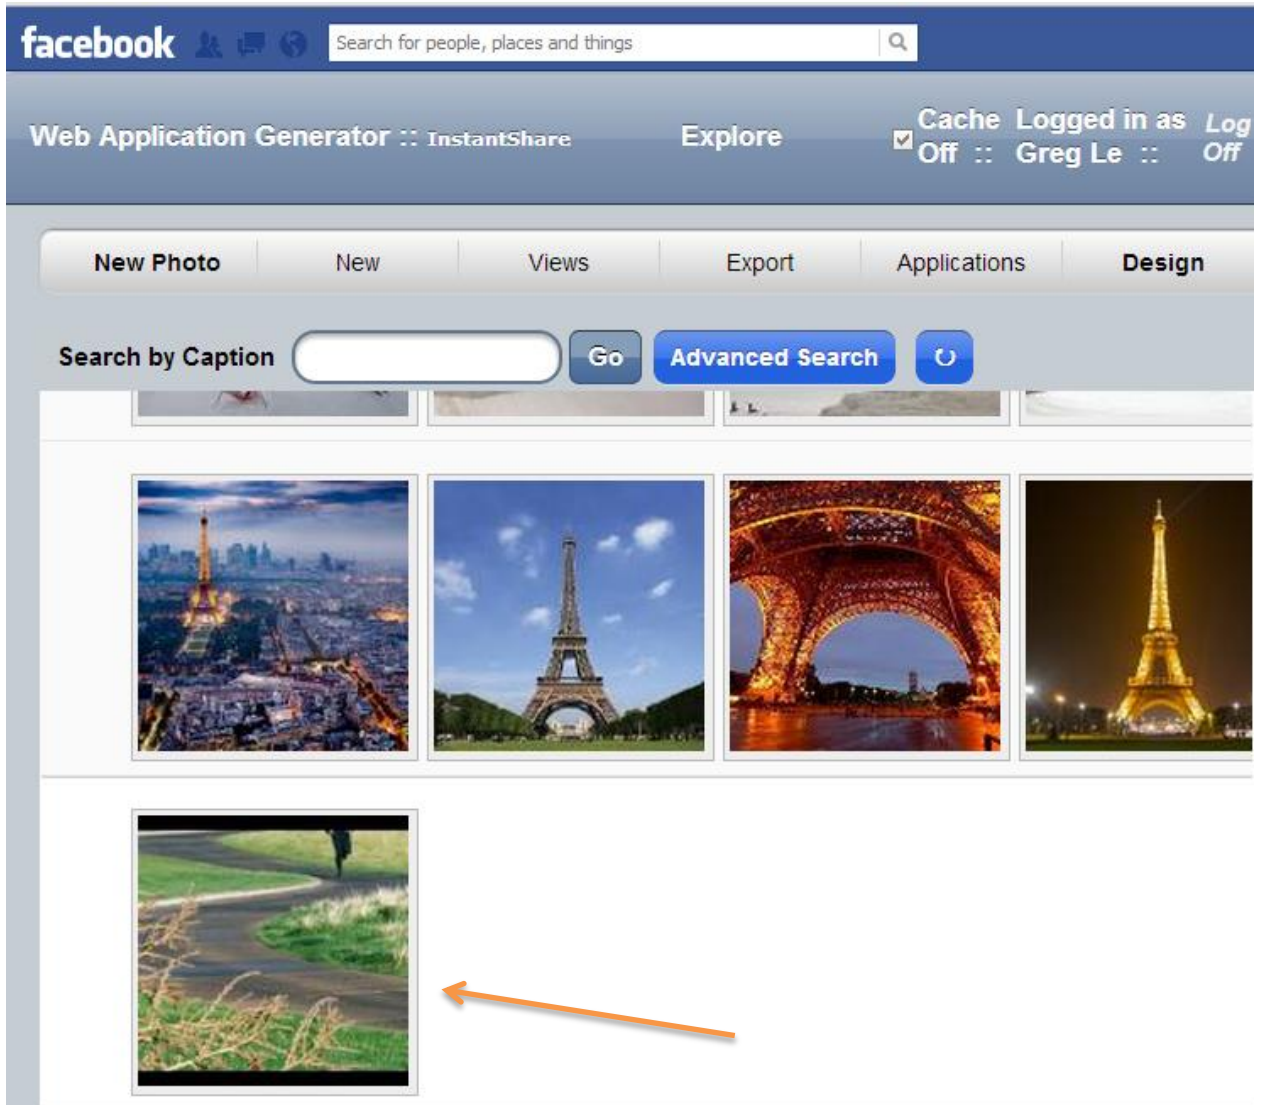 facebook Search for people, places and things
Web Application Generator :: InstantShare Explore Cache Off :: Logged in as Greg Le :: Log Off
New Photo New Views Export Applications Design
Search by Caption Go Advanced Search